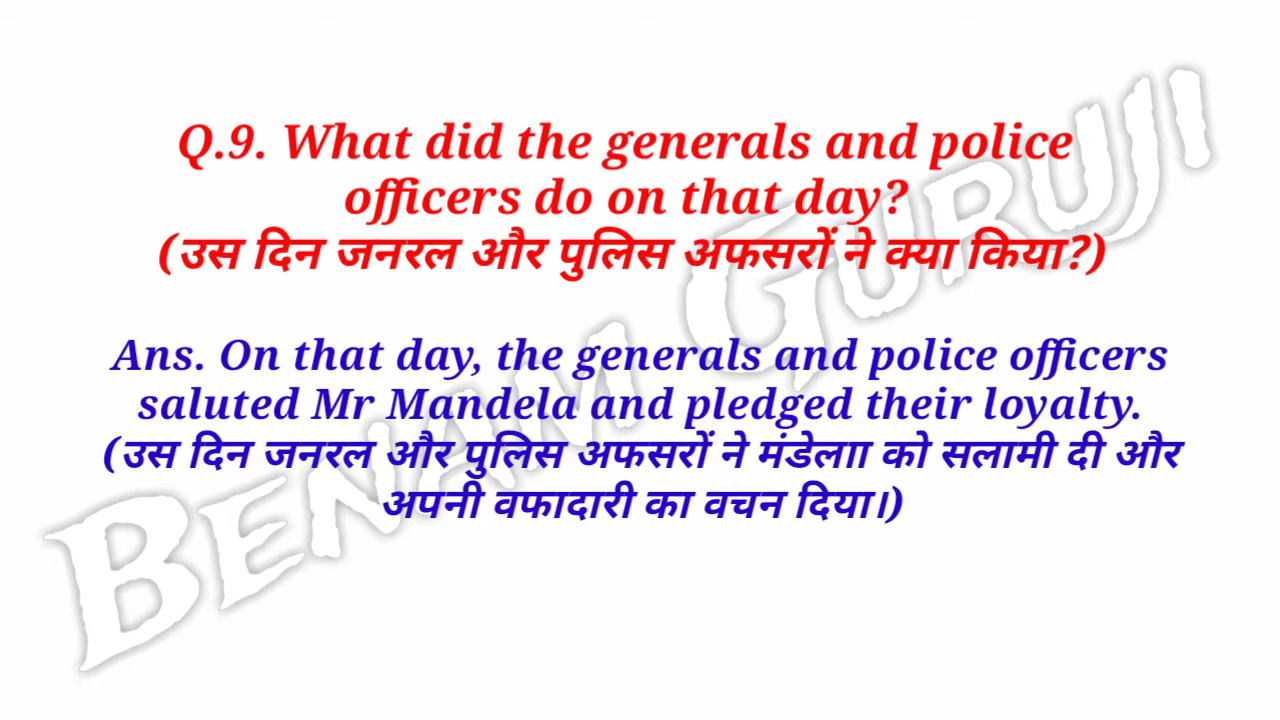 Q.9. What did the generals and police
officers do on that day?
(उस दिन जनरल और पुलिस अफसरों ने क्या किया?)
Ans. On that day, the generals and police officers
saluted Mr Mandela and pledged their loyalty.
(उस दिन जनरल और पुलिस अफसरों ने मंडेलाा को सलामी दी और
अपनी वफादारी का वचन दिया।)
BENAM GURUJI